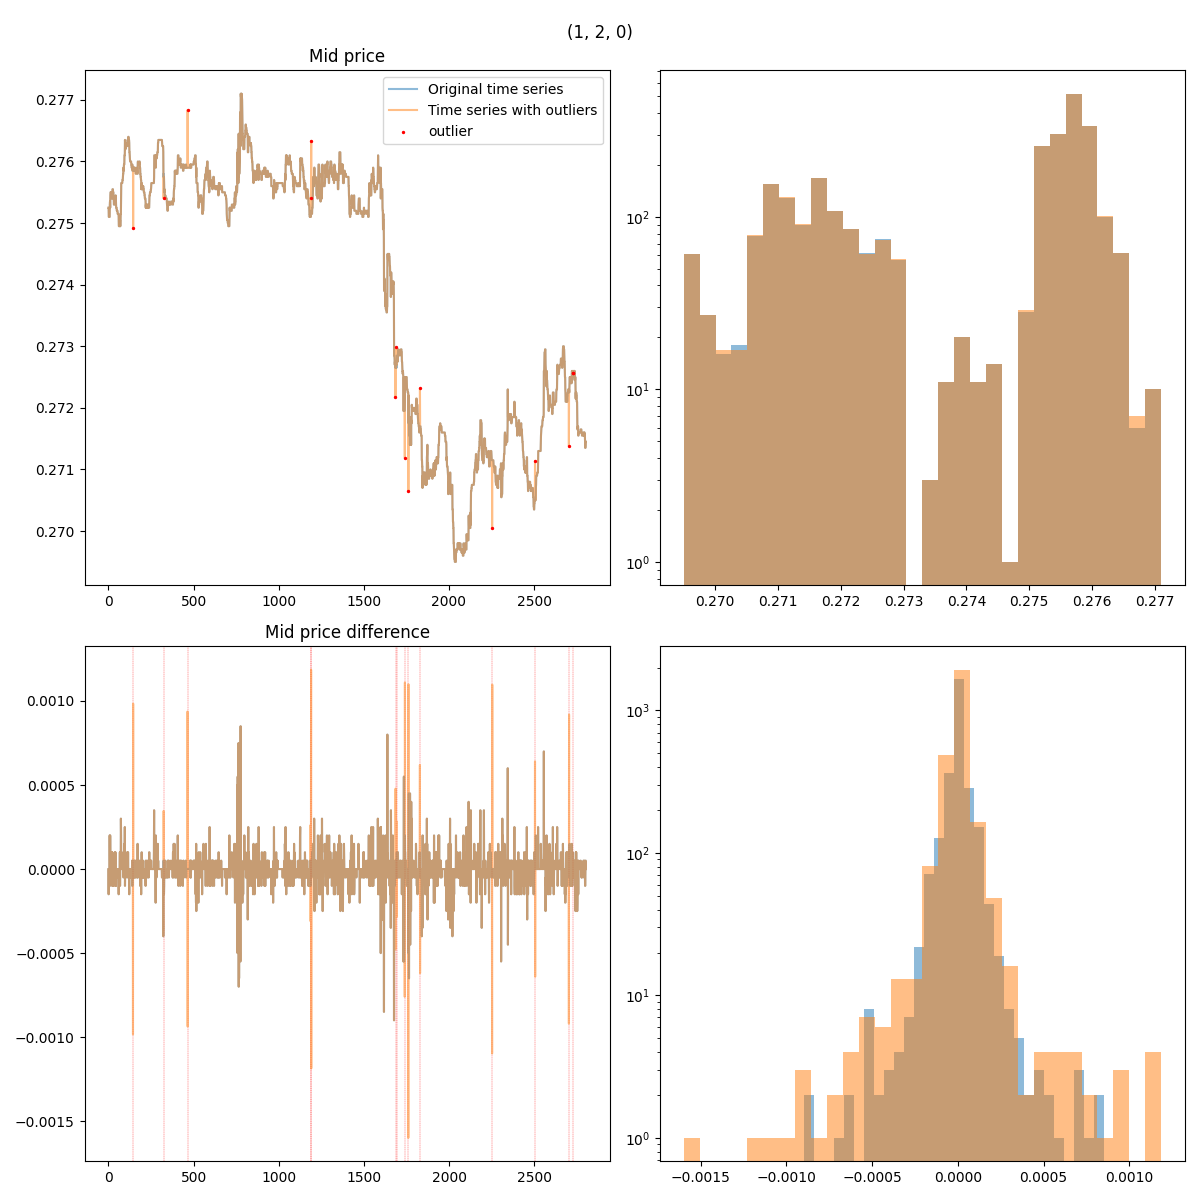 (1, 2, 0)
Mid price
Original time series
Time series with outliers
outlier
0.277
0.276
0.275
0.274
0.273
0.272
0.271
0.270
0 500 1000 1500 2000 2500
10²
10¹
10⁰
0.270 0.271 0.272 0.273 0.274 0.275 0.276 0.277
Mid price difference
0.0010
0.0005
0.0000
−0.0005
−0.0010
−0.0015
0 500 1000 1500 2000 2500
10³
10²
10¹
10⁰
−0.0015 −0.0010 −0.0005 0.0000 0.0005 0.0010